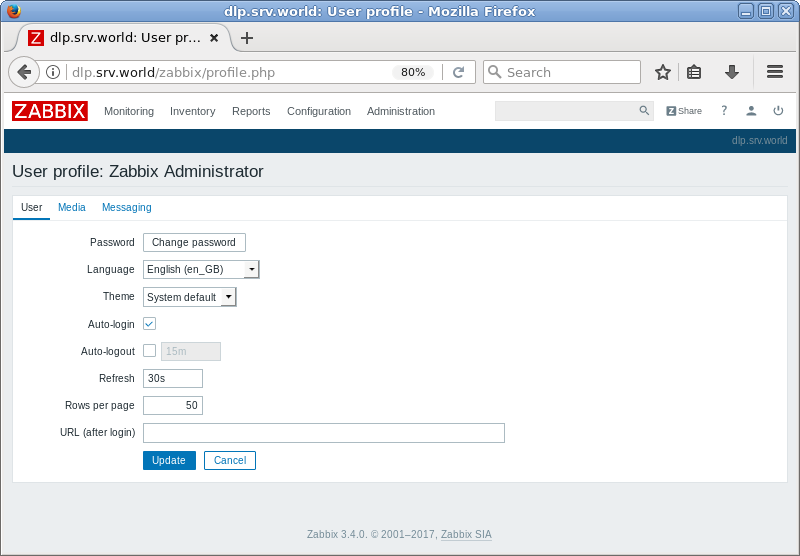 dlp.srv.world: User profile - Mozilla Firefox
Z dlp.srv.world: User pr...
dlp.srv.world/zabbix/profile.php 80% Search
ZABBIX Monitoring Inventory Reports Configuration Administration Z Share ?
dlp.srv.world
User profile: Zabbix Administrator
User Media Messaging
Password Change password
Language English (en_GB)
Theme System default
Auto-login
Auto-logout 15m
Refresh 30s
Rows per page 50
URL (after login)
Update Cancel
Zabbix 3.4.0. © 2001–2017, Zabbix SIA